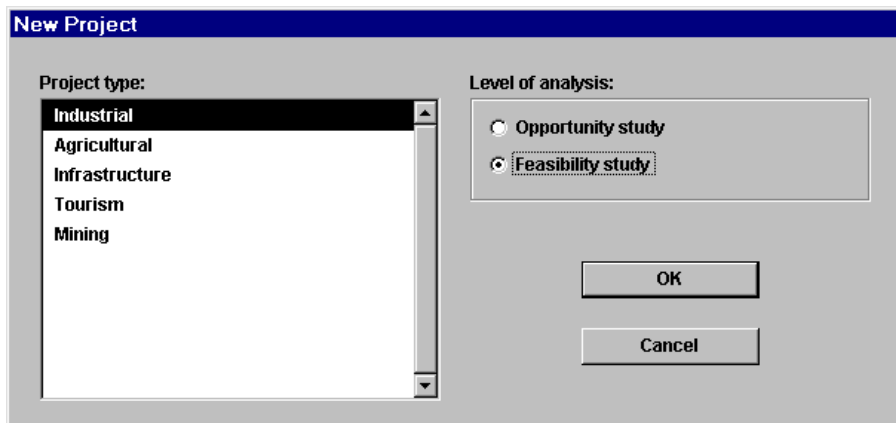 New Project
Project type:
Industrial
Agricultural
Infrastructure
Tourism
Mining
Level of analysis:
Opportunity study
Feasibility study
OK
Cancel